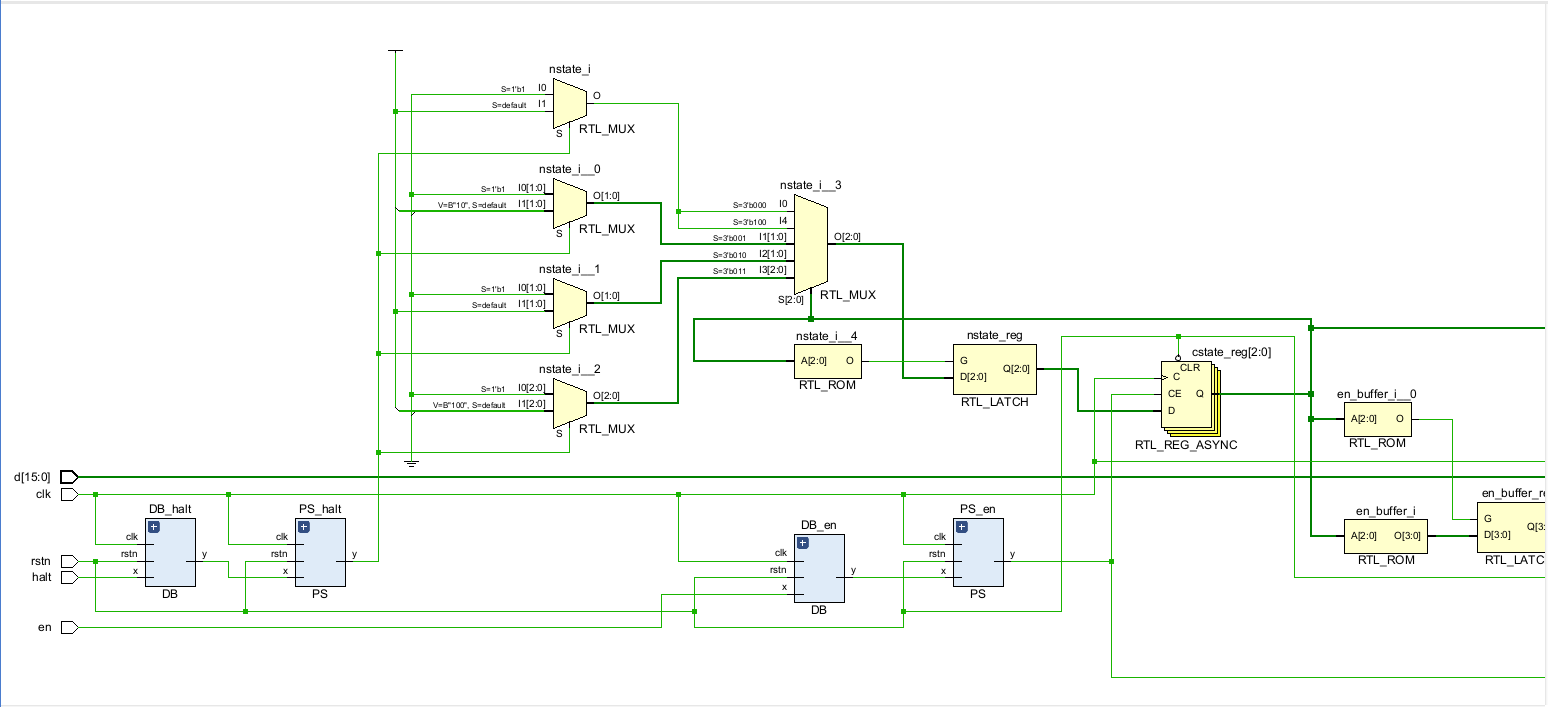 nstate_i
S=1'b1 I0 O
S=default I1
S RTL_MUX
nstate_i__0
S=1'b1 I0[1:0] O[1:0]
V=B"10", S=default I1[1:0]
S RTL_MUX
nstate_i__1
S=1'b1 I0[1:0] O[1:0]
S=default I1[1:0]
S RTL_MUX
nstate_i__2
S=1'b1 I0[2:0] O[2:0]
V=B"100", S=default I1[2:0]
S RTL_MUX
nstate_i__3
S=3'b000 I0
S=3'b100 I4
S=3'b001 I1[1:0] O[2:0]
S=3'b010 I2[1:0]
S=3'b011 I3[2:0]
S[2:0] RTL_MUX
nstate_i__4
A[2:0] O
RTL_ROM
nstate_reg
G
D[2:0] Q[2:0]
RTL_LATCH
cstate_reg[2:0]
CLR
C
CE Q
D
RTL_REG_ASYNC
en_buffer_i__0
A[2:0] O
RTL_ROM
en_buffer_i
A[2:0] O[3:0]
RTL_ROM
en_buffer_re
G
D[3:0] Q[3:
RTL_LATC
d[15:0]
clk
rstn
halt
en
DB_halt
clk
rstn y
x
DB
PS_halt
clk
rstn y
x
PS
DB_en
clk
rstn y
x
DB
PS_en
clk
rstn y
x
PS